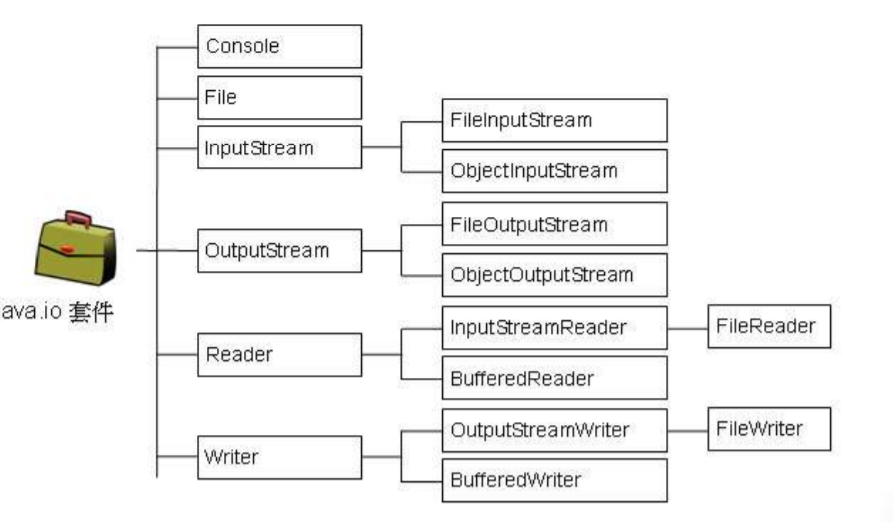 Console
File
InputStream
FileInputStream
ObjectInputStream
OutputStream
FileOutputStream
ObjectOutputStream
ava.io 套件
Reader
InputStreamReader
FileReader
BufferedReader
Writer
OutputStreamWriter
FileWriter
BufferedWriter